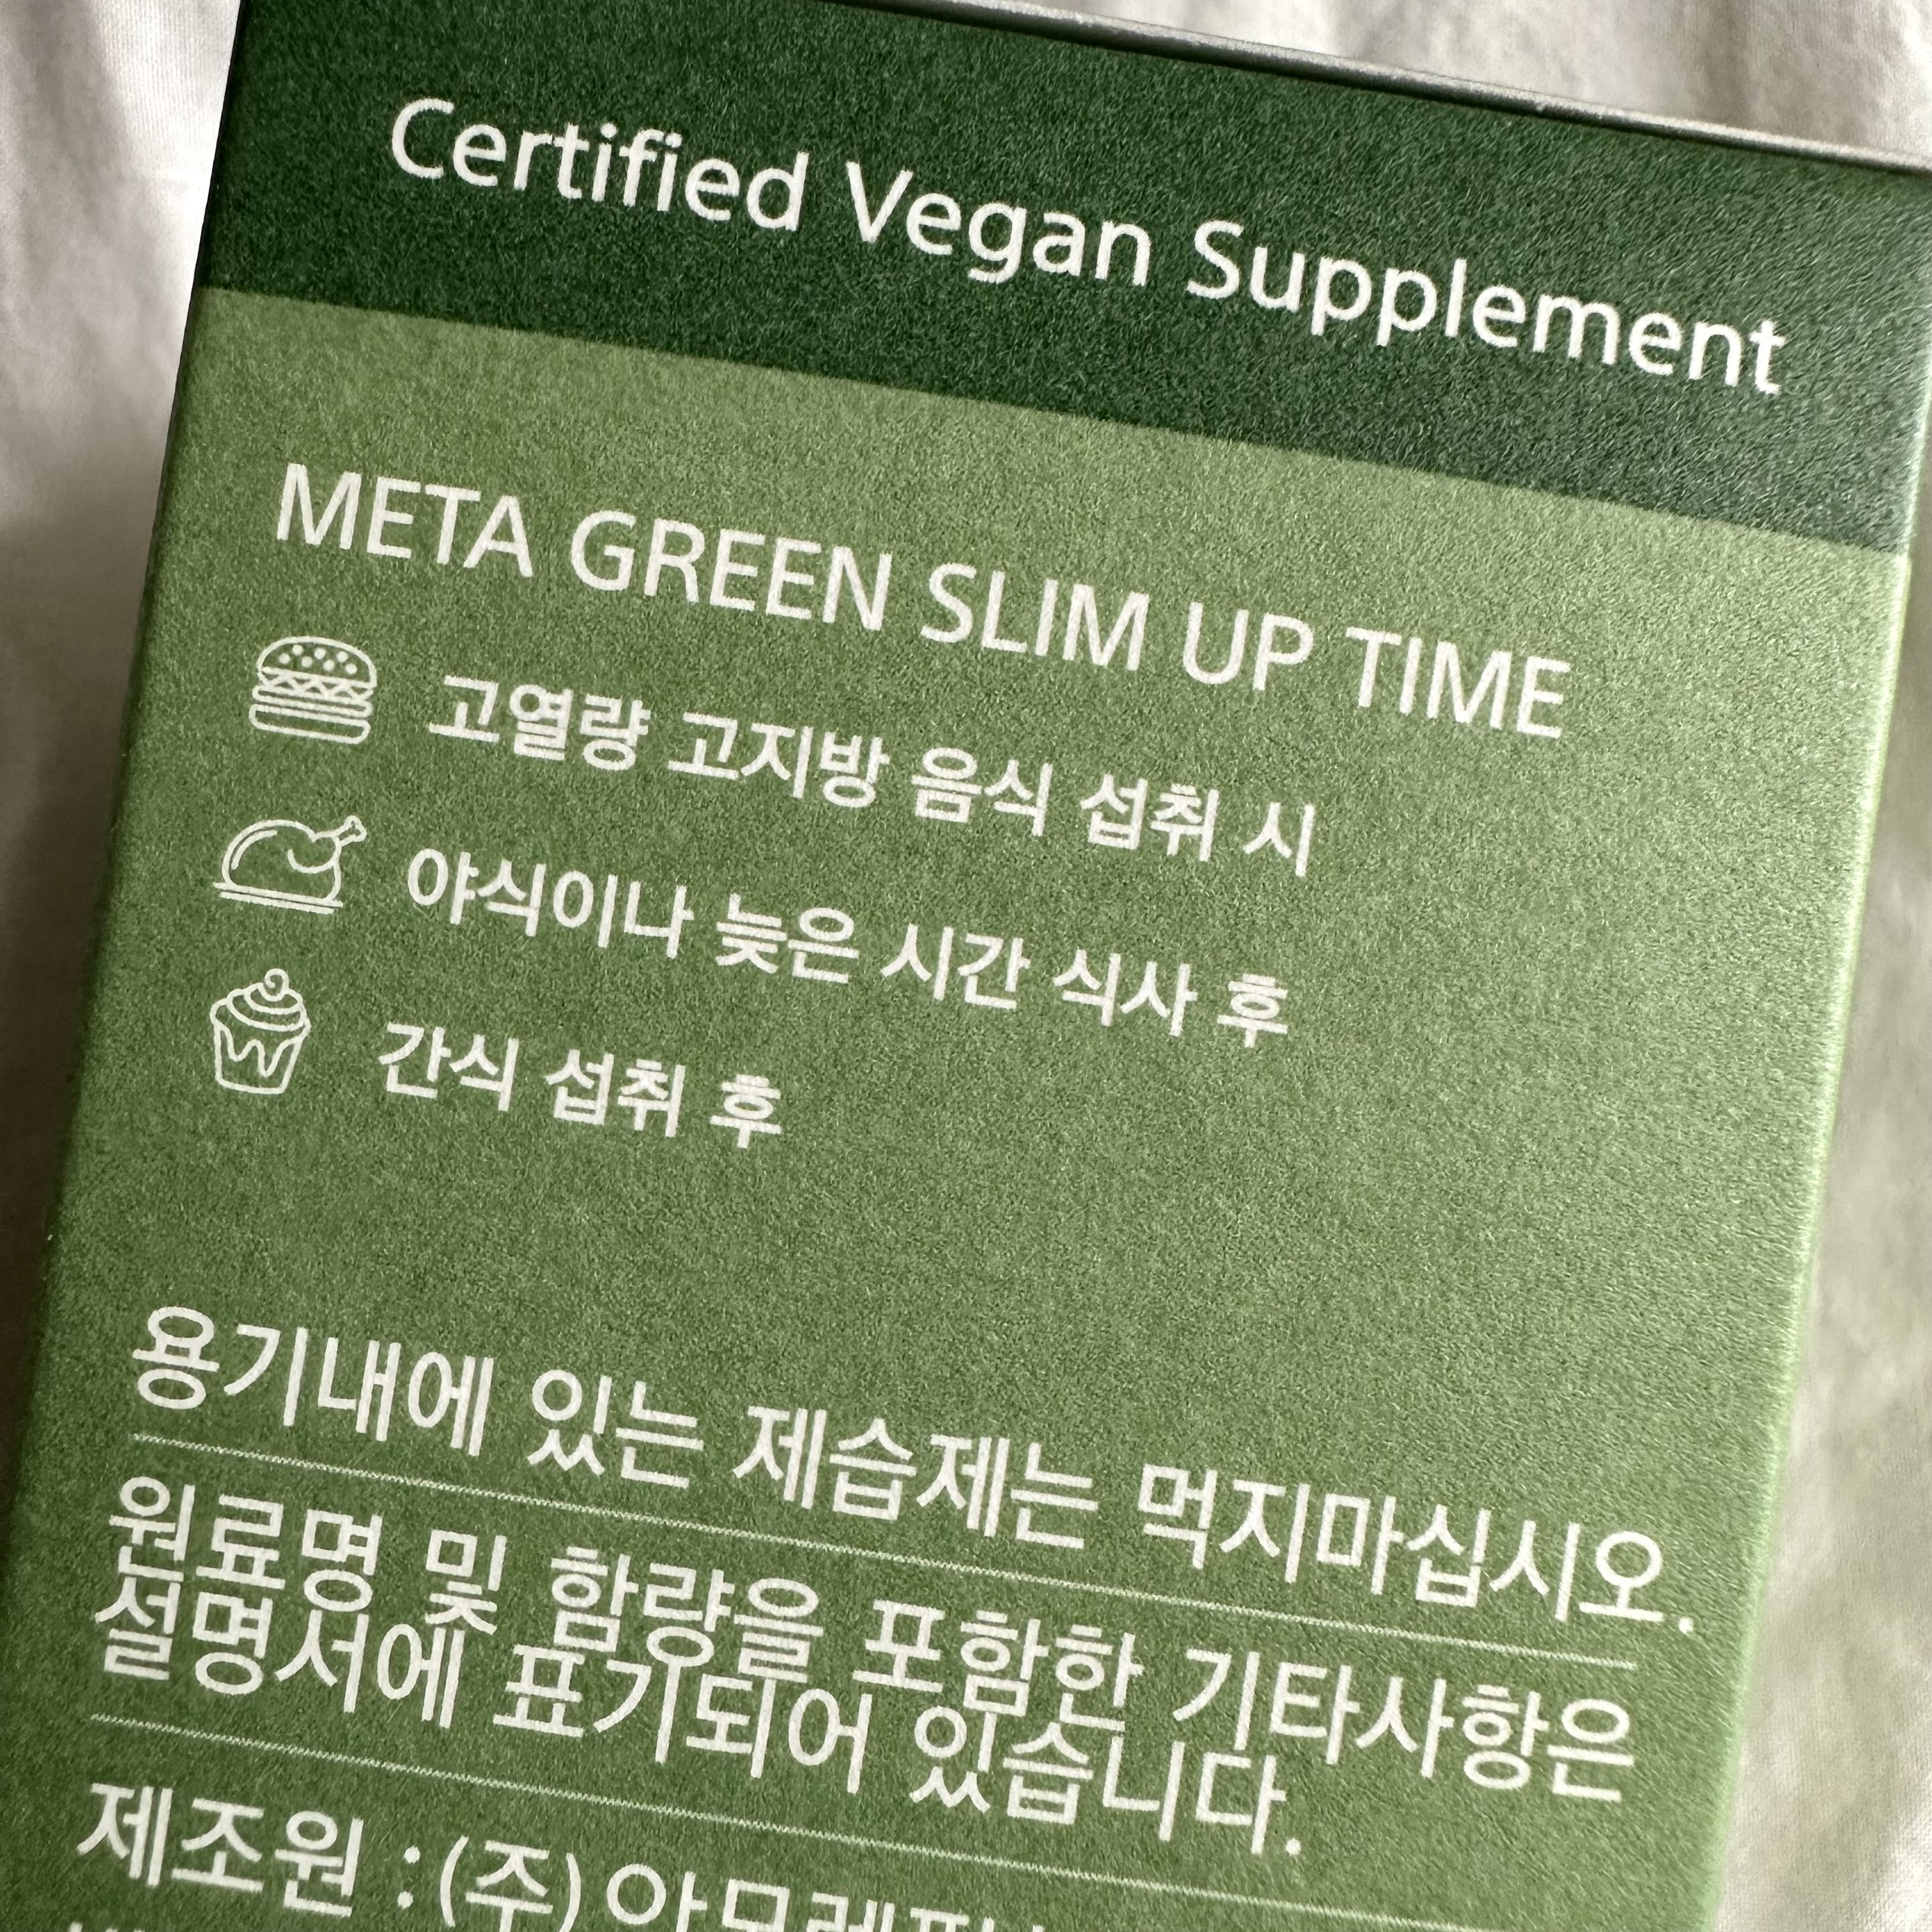 Certified Vegan Supplement
META GREEN SLIM UP TIME
고열량 고지방 음식 섭취 시
야식이나 늦은 시간 식사 후
간식 섭취 후
용기내에 있는 제습제는 먹지마십시오.
원료명 및 함량을 포함한 기타사항은
설명서에 표기되어 있습니다.
제조원 : (주)